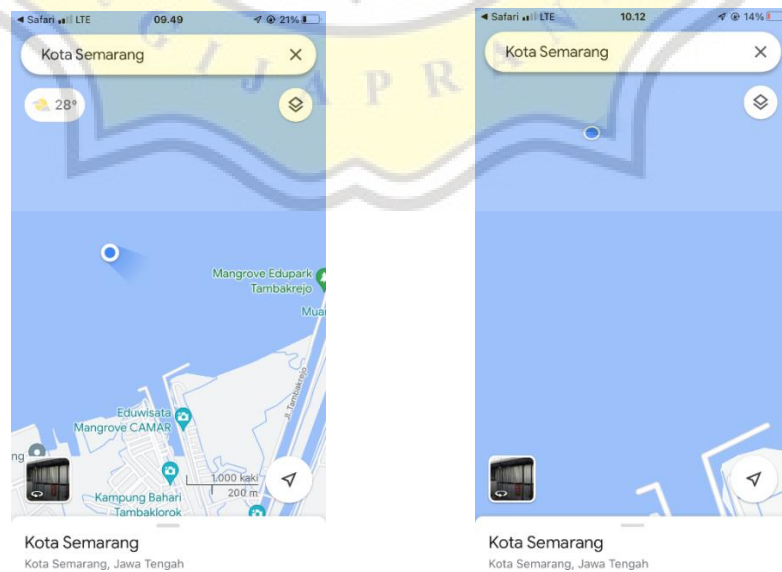 Safari LTE 09.49 21%
Kota Semarang
28°
Mangrove Edupark
Tambakrejo
Jl. Tambakrejo
Eduwisata
Mangrove CAMAR
1.000 kaki
200 m
Kampung Bahari
Tambaklorok
Kota Semarang
Kota Semarang, Jawa Tengah
Safari LTE 10.12 14%
Kota Semarang
Kota Semarang
Kota Semarang, Jawa Tengah
G I J A P R A N